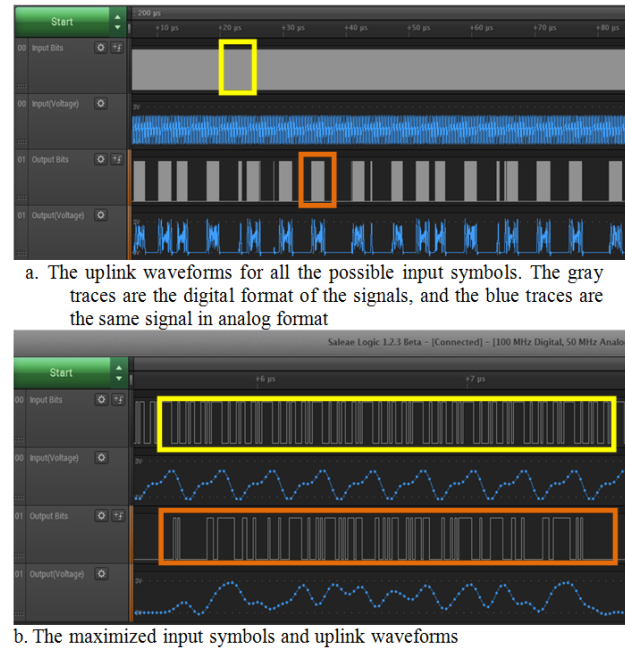 Start
200 µs
+10 µs +20 µs +30 µs +40 µs +50 µs +60 µs +70 µs +80 µs
00 Input Bits
00 Input(Voltage)
3V
01 Output Bits
01 Output(Voltage)
3V
a. The uplink waveforms for all the possible input symbols. The gray
traces are the digital format of the signals, and the blue traces are
the same signal in analog format
Saleae Logic 1.2.3 Beta - [Connected] - [100 MHz Digital, 50 MHz Analo
Start
+6 µs +7 µs
00 Input Bits
00 Input(Voltage)
3V
01 Output Bits
01 Output(Voltage)
3V
b. The maximized input symbols and uplink waveforms